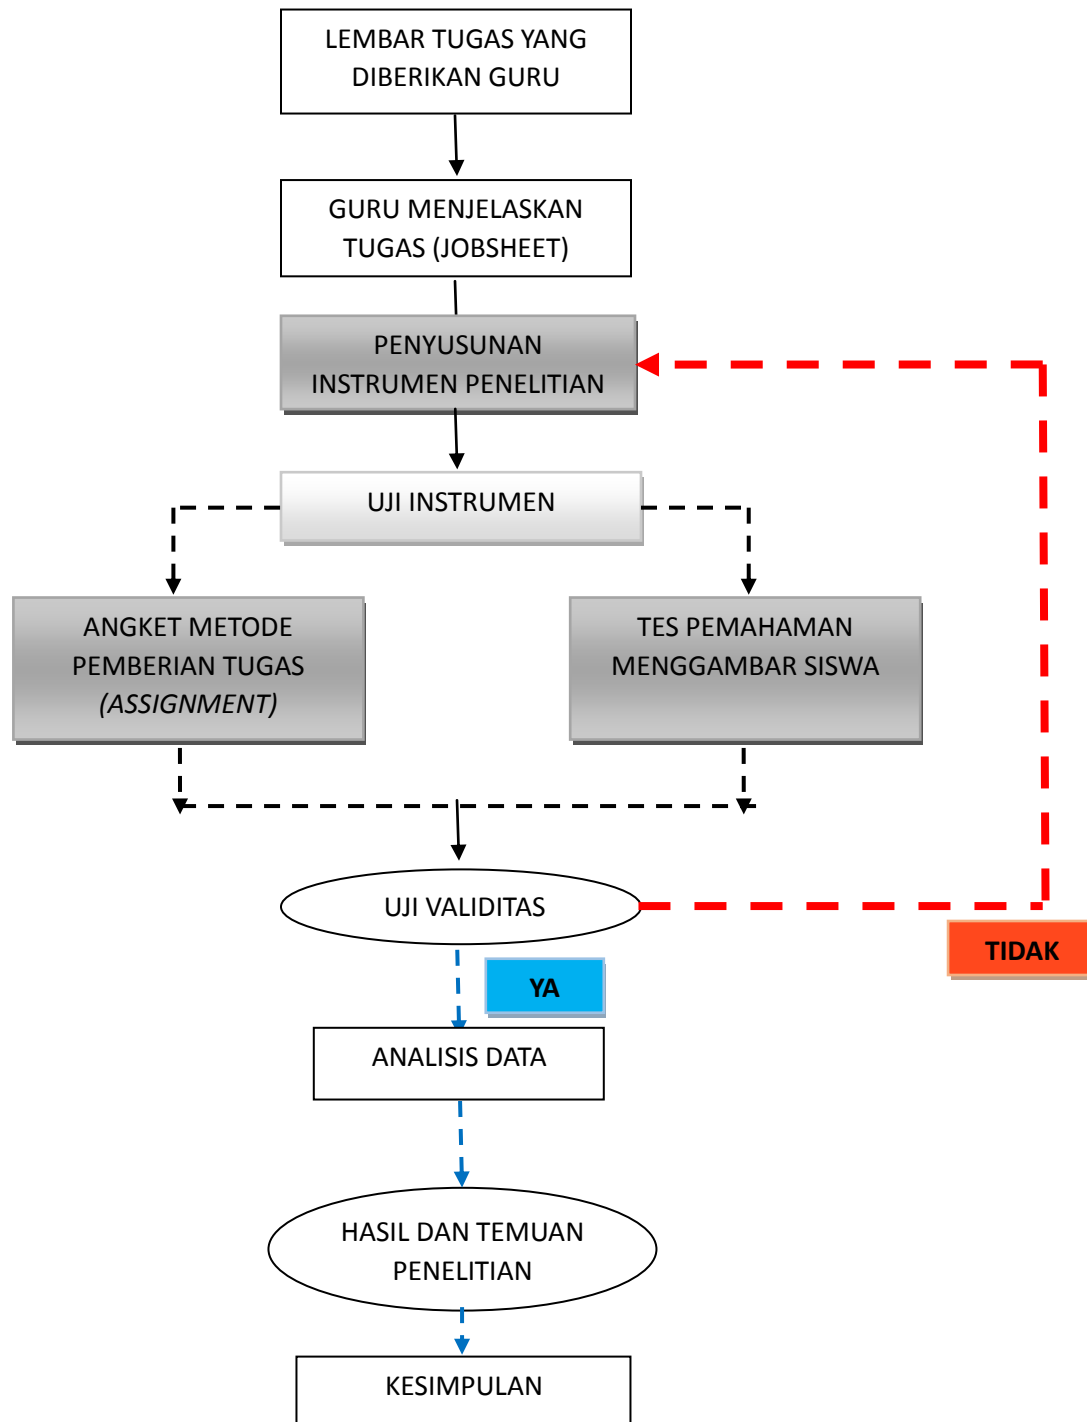 LEMBAR TUGAS YANG
DIBERIKAN GURU
GURU MENJELASKAN
TUGAS (JOBSHEET)
PENYUSUNAN
INSTRUMEN PENELITIAN
UJI INSTRUMEN
ANGKET METODE
PEMBERIAN TUGAS
(ASSIGNMENT)
TES PEMAHAMAN
MENGGAMBAR SISWA
UJI VALIDITAS
TIDAK
YA
ANALISIS DATA
HASIL DAN TEMUAN
PENELITIAN
KESIMPULAN